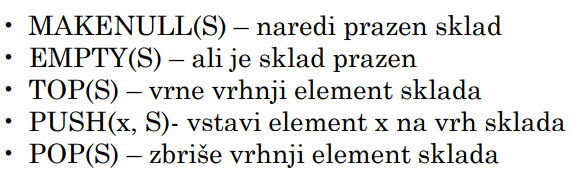 • MAKENULL(S) – naredi prazen sklad
• EMPTY(S) – ali je sklad prazen
• TOP(S) – vrne vrhnji element sklada
• PUSH(x, S)- vstavi element x na vrh sklada
• POP(S) – zbriše vrhnji element sklada